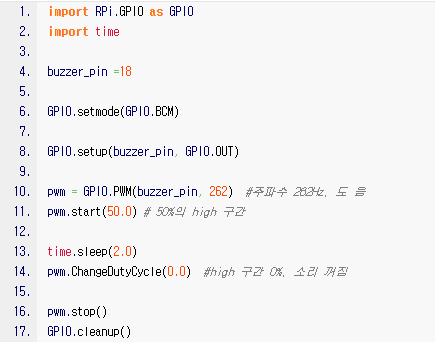 1. import RPi.GPIO as GPIO
2. import time
3.
4. buzzer_pin =18
5.
6. GPIO.setmode(GPIO.BCM)
7.
8. GPIO.setup(buzzer_pin, GPIO.OUT)
9.
10. pwm = GPIO.PWM(buzzer_pin, 262)  #주파수 262Hz, 도 음
11. pwm.start(50.0) # 50%의 high 구간
12.
13. time.sleep(2.0)
14. pwm.ChangeDutyCycle(0.0)  #high 구간 0%, 소리 꺼짐
15.
16. pwm.stop()
17. GPIO.cleanup()